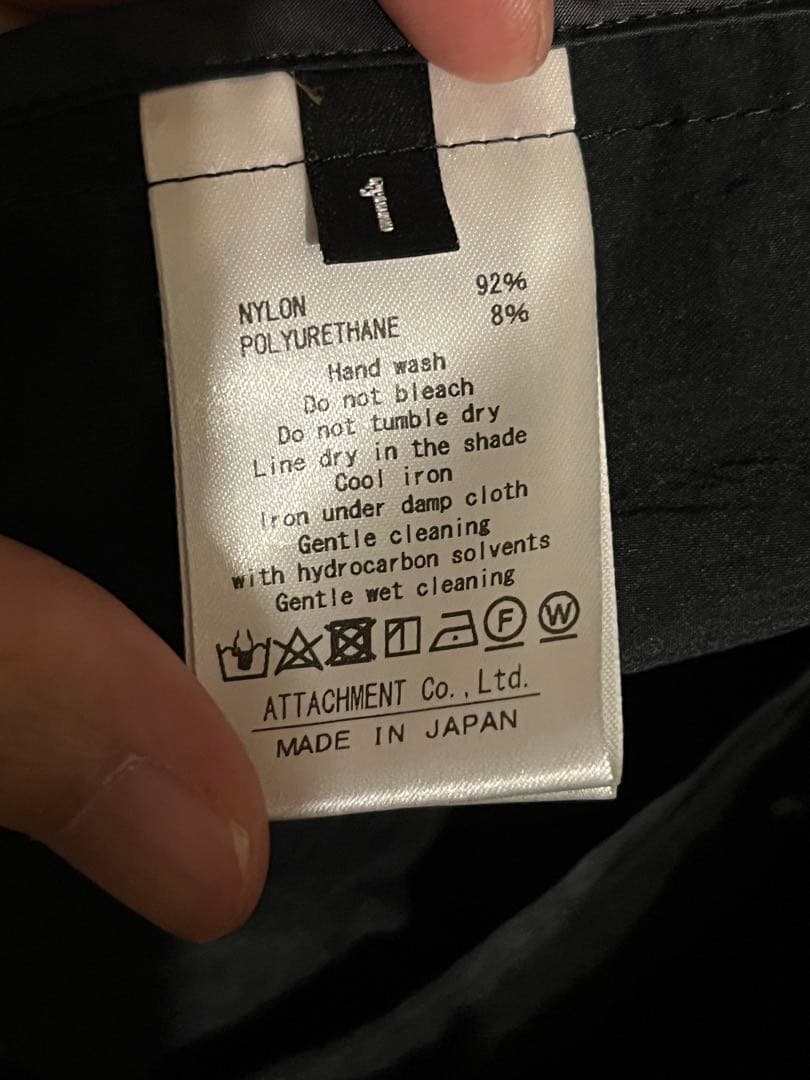 1
NYLON 92%
POLYURETHANE 8%
Hand wash
Do not bleach
Do not tumble dry
Line dry in the shade
Cool iron
Iron under damp cloth
Gentle cleaning
with hydrocarbon solvents
Gentle wet cleaning
F W
ATTACHMENT Co.,Ltd.
MADE IN JAPAN